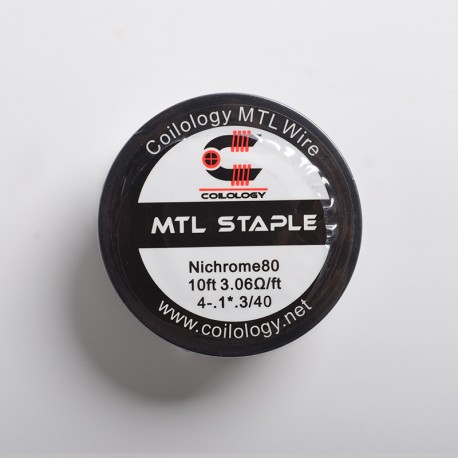 Coilology MTL Wire
COILOLOGY
MTL STAPLE
Nichrome80
10ft 3.06Ω/ft
4-.1*.3/40
www.coilology.net